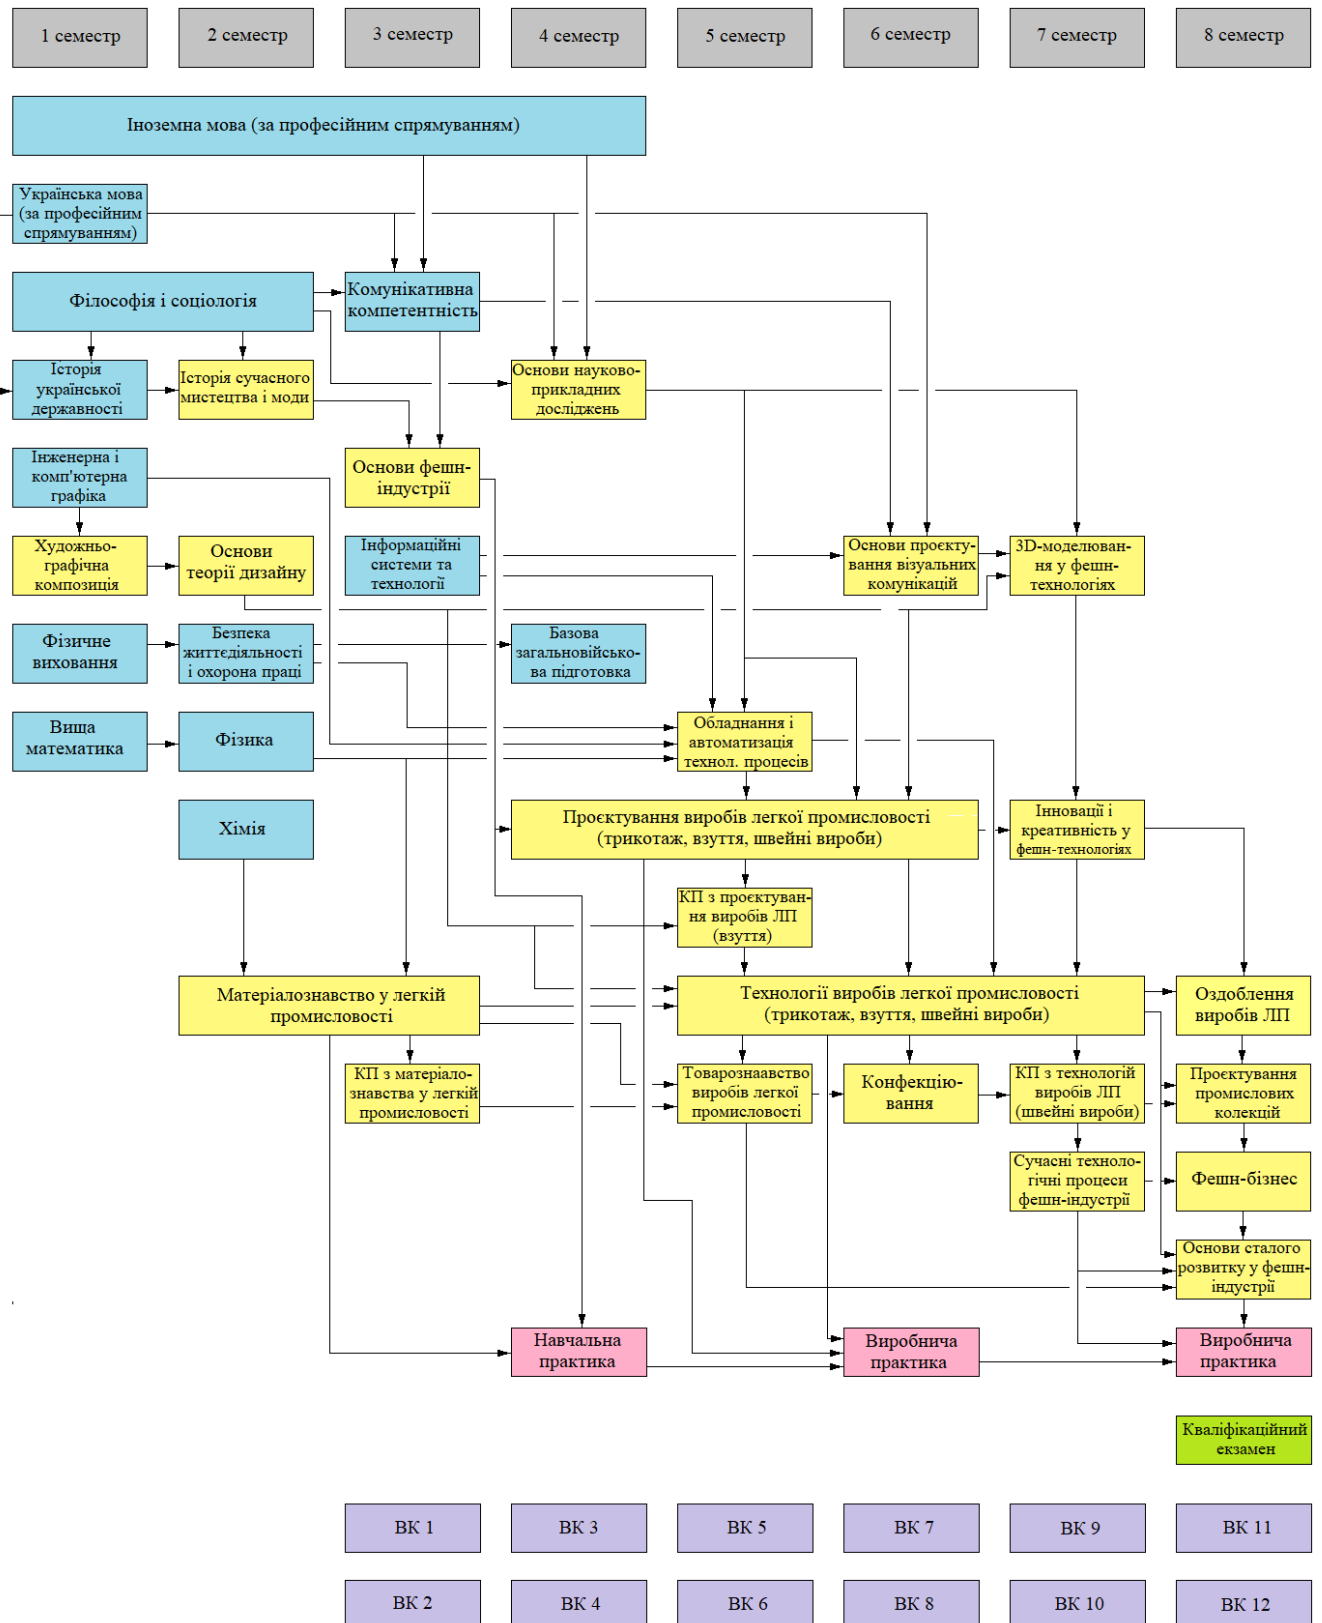 1 семестр
2 семестр
3 семестр
4 семестр
5 семестр
6 семестр
7 семестр
8 семестр
Іноземна мова (за професійним спрямуванням)
Українська мова
(за професійним
спрямуванням)
Філософія і соціологія
Комунікативна
компетентність
Історія
української
державності
Історія сучасного
мистецтва і моди
Основи науково-
прикладних
досліджень
Інженерна і
комп'ютерна
графіка
Основи фешн-
індустрії
Художньо-
графічна
композиція
Основи
теорії дизайну
Інформаційні
системи та
технології
Основи проєкту-
вання візуальних
комунікацій
3D-моделюван-
ня у фешн-
технологіях
Фізичне
виховання
Безпека
життєдіяльності
і охорона праці
Базова
загальновійсько-
ва підготовка
Вища
математика
Фізика
Обладнання і
автоматизація
технол. процесів
Хімія
Проєктування виробів легкої промисловості
(трикотаж, взуття, швейні вироби)
Інновації і
креативність у
фешн-технологіях
КП з проєктуван-
ня виробів ЛП
(взуття)
Матеріалознавство у легкій
промисловості
Технології виробів легкої промисловості
(трикотаж, взуття, швейні вироби)
Оздоблення
виробів ЛП
КП з матеріало-
знавства у легкій
промисловості
Товарознаавство
виробів легкої
промисловості
Конфекцію-
вання
КП з технологій
виробів ЛП
(швейні вироби)
Проєктування
промислових
колекцій
Сучасні техноло-
гічні процеси
фешн-індустрії
Фешн-бізнес
Основи сталого
розвитку у фешн-
індустрії
Навчальна
практика
Виробнича
практика
Виробнича
практика
Кваліфікаційний
екзамен
ВК 1
ВК 3
ВК 5
ВК 7
ВК 9
ВК 11
ВК 2
ВК 4
ВК 6
ВК 8
ВК 10
ВК 12